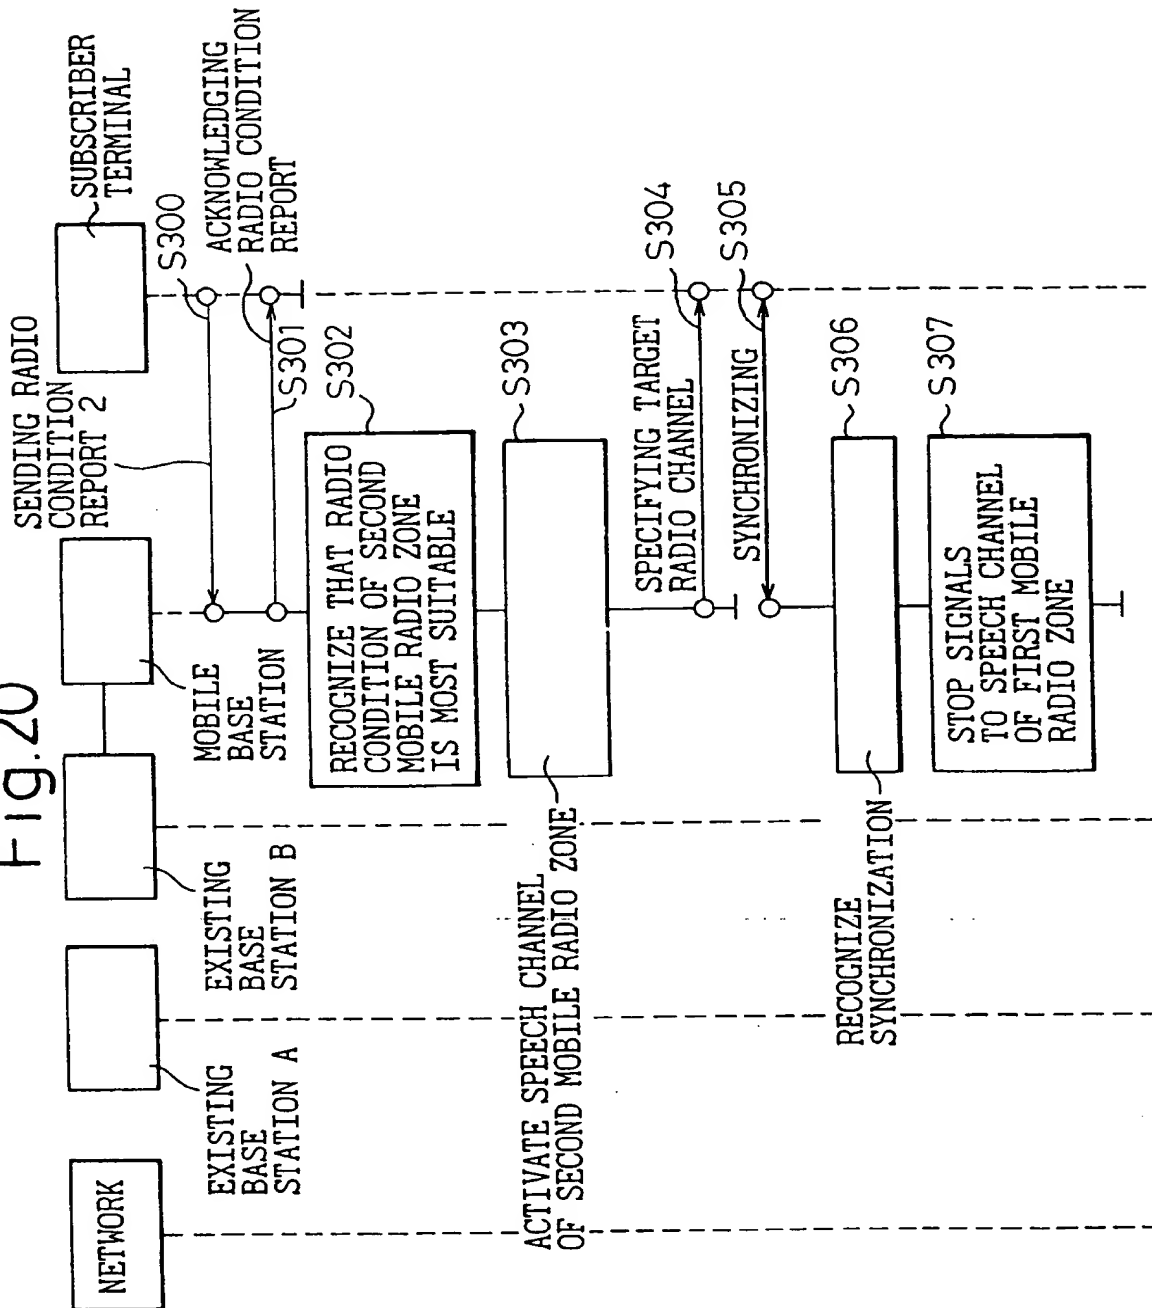 Fig.20
NETWORK
EXISTING
BASE
STATION A
EXISTING
BASE
STATION B
MOBILE
BASE
STATION
SUBSCRIBER
TERMINAL
SENDING RADIO
CONDITION
REPORT 2
S300
ACKNOWLEDGING
RADIO CONDITION
REPORT
S301
RECOGNIZE THAT RADIO
CONDITION OF SECOND
MOBILE RADIO ZONE
IS MOST SUITABLE
S302
ACTIVATE SPEECH CHANNEL
OF SECOND MOBILE RADIO ZONE
S303
SPECIFYING TARGET
RADIO CHANNEL
S304
SYNCHRONIZING
S305
RECOGNIZE
SYNCHRONIZATION
S306
STOP SIGNALS
TO SPEECH CHANNEL
OF FIRST MOBILE
RADIO ZONE
S307